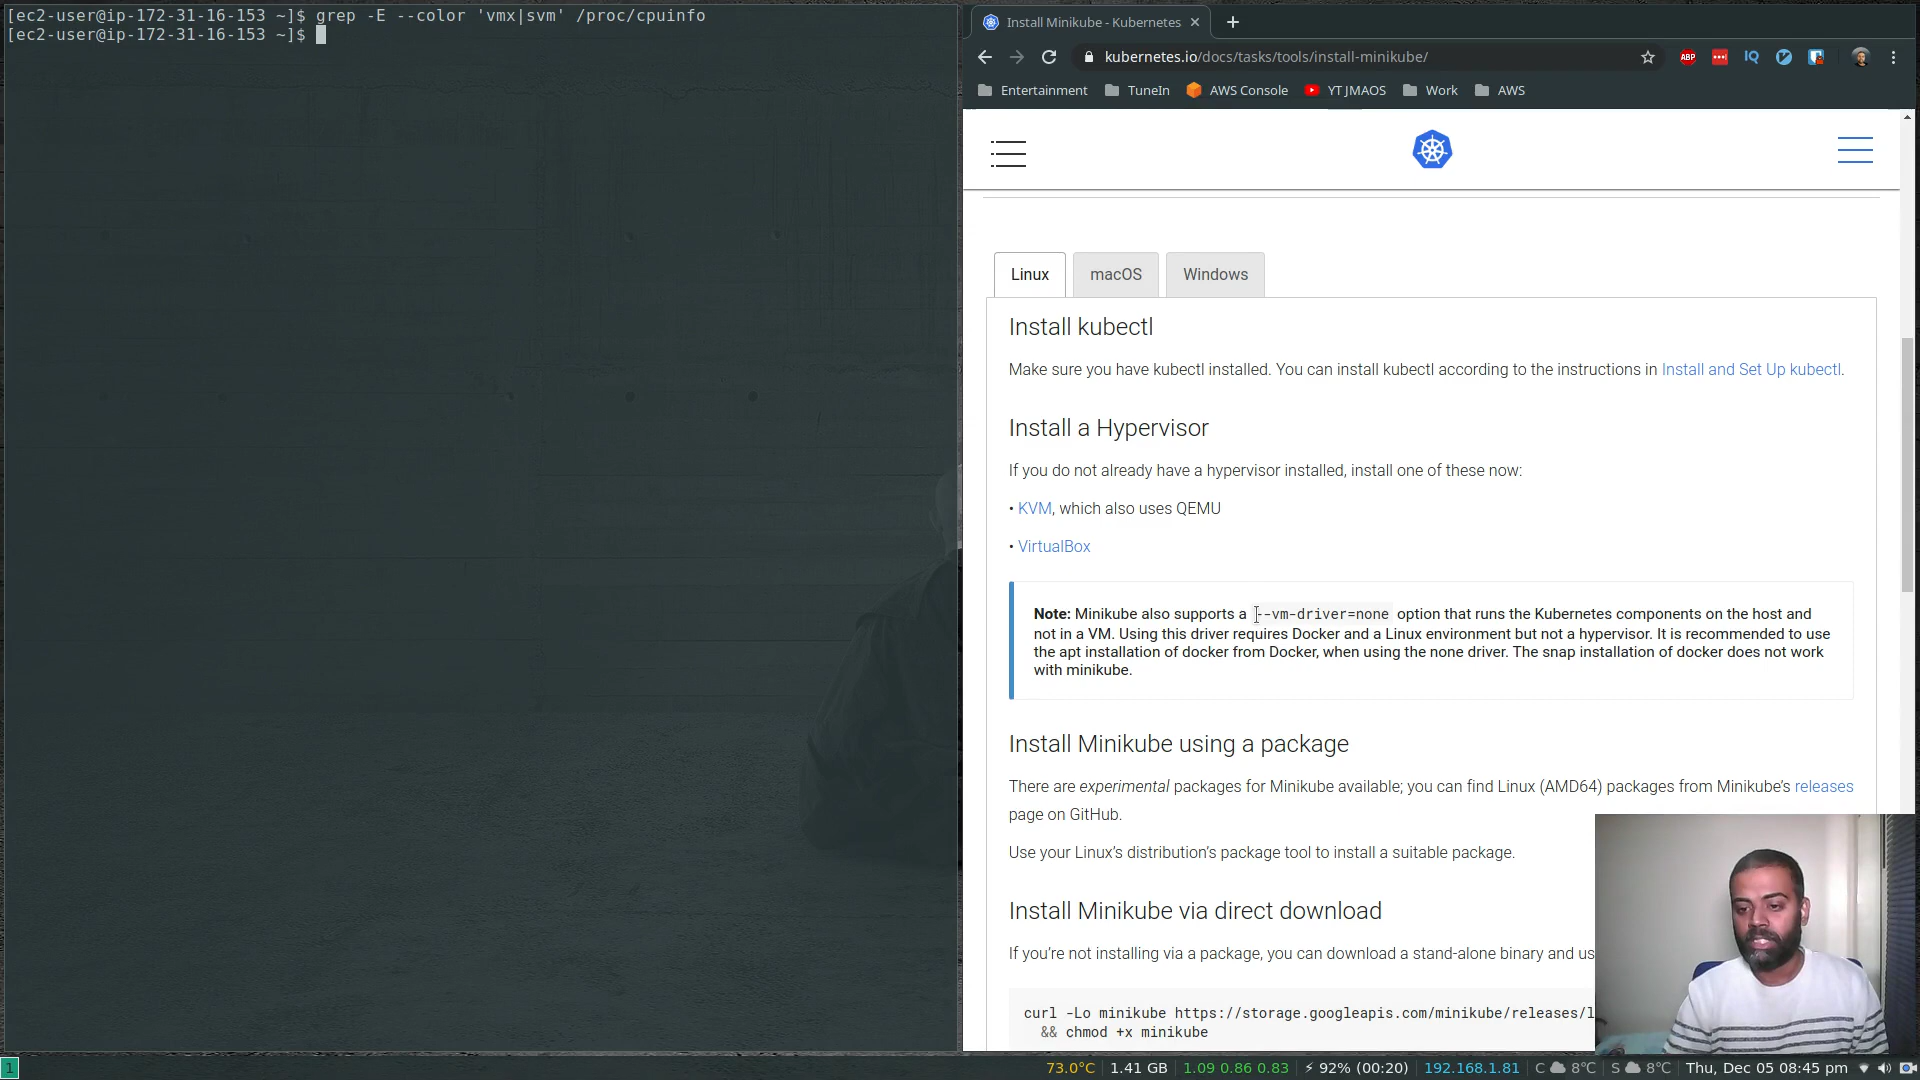 [ec2-user@ip-172-31-16-153 ~]$ grep -E --color 'vmx|svm' /proc/cpuinfo
[ec2-user@ip-172-31-16-153 ~]$
Install Minikube - Kubernetes
kubernetes.io/docs/tasks/tools/install-minikube/
ABP
IQ
Entertainment TuneIn AWS Console YT JMAOS Work AWS
Linux macOS Windows
Install kubectl
Make sure you have kubectl installed. You can install kubectl according to the instructions in Install and Set Up kubectl.
Install a Hypervisor
If you do not already have a hypervisor installed, install one of these now:
• KVM, which also uses QEMU
• VirtualBox
Note: Minikube also supports a --vm-driver=none option that runs the Kubernetes components on the host and
not in a VM. Using this driver requires Docker and a Linux environment but not a hypervisor. It is recommended to use
the apt installation of docker from Docker, when using the none driver. The snap installation of docker does not work
with minikube.
Install Minikube using a package
There are experimental packages for Minikube available; you can find Linux (AMD64) packages from Minikube's releases
page on GitHub.
Use your Linux's distribution's package tool to install a suitable package.
Install Minikube via direct download
If you're not installing via a package, you can download a stand-alone binary and us
curl -Lo minikube https://storage.googleapis.com/minikube/releases/l
&& chmod +x minikube
1 73.0°C 1.41 GB 1.09 0.86 0.83 ⚡ 92% (00:20) 192.168.1.81 C 8°C S 8°C Thu, Dec 05 08:45 pm